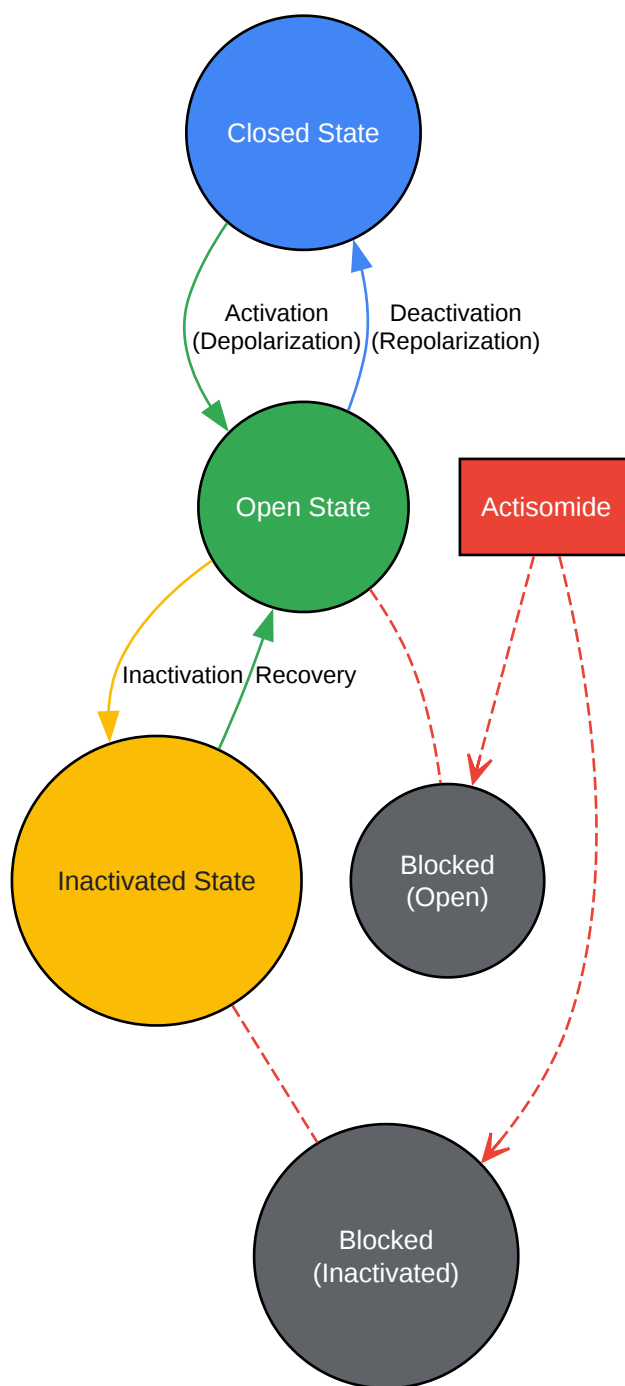 Closed State
Activation
(Depolarization)
Deactivation
(Repolarization)
Open State
Actisomide
Inactivation
Recovery
Inactivated State
Blocked
(Open)
Blocked
(Inactivated)